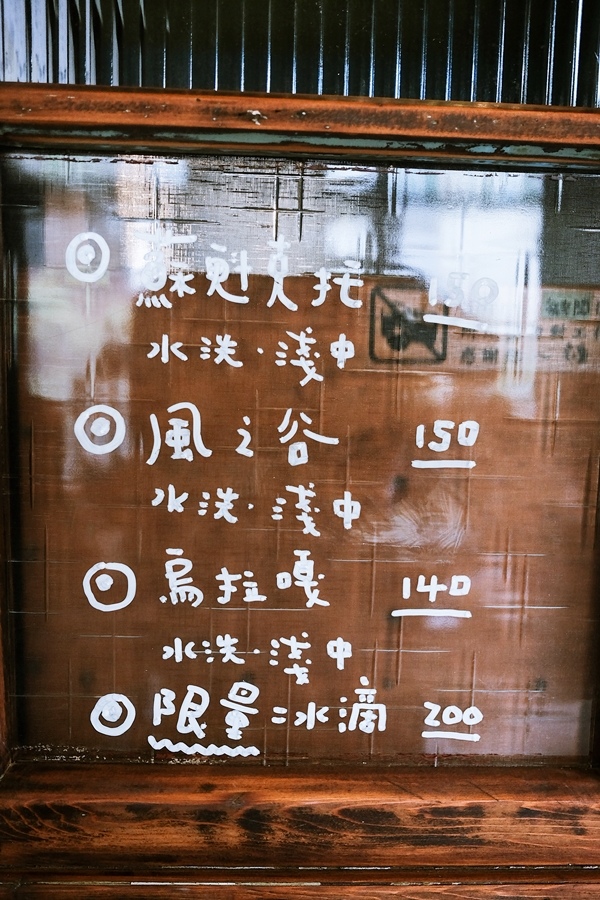 ◎ 蘇魁克托 180
水洗·淺中
◎ 風之谷 150
水洗·淺中
◎ 烏拉嘎 140
水洗·淺中
◎ 限量冰滴 200